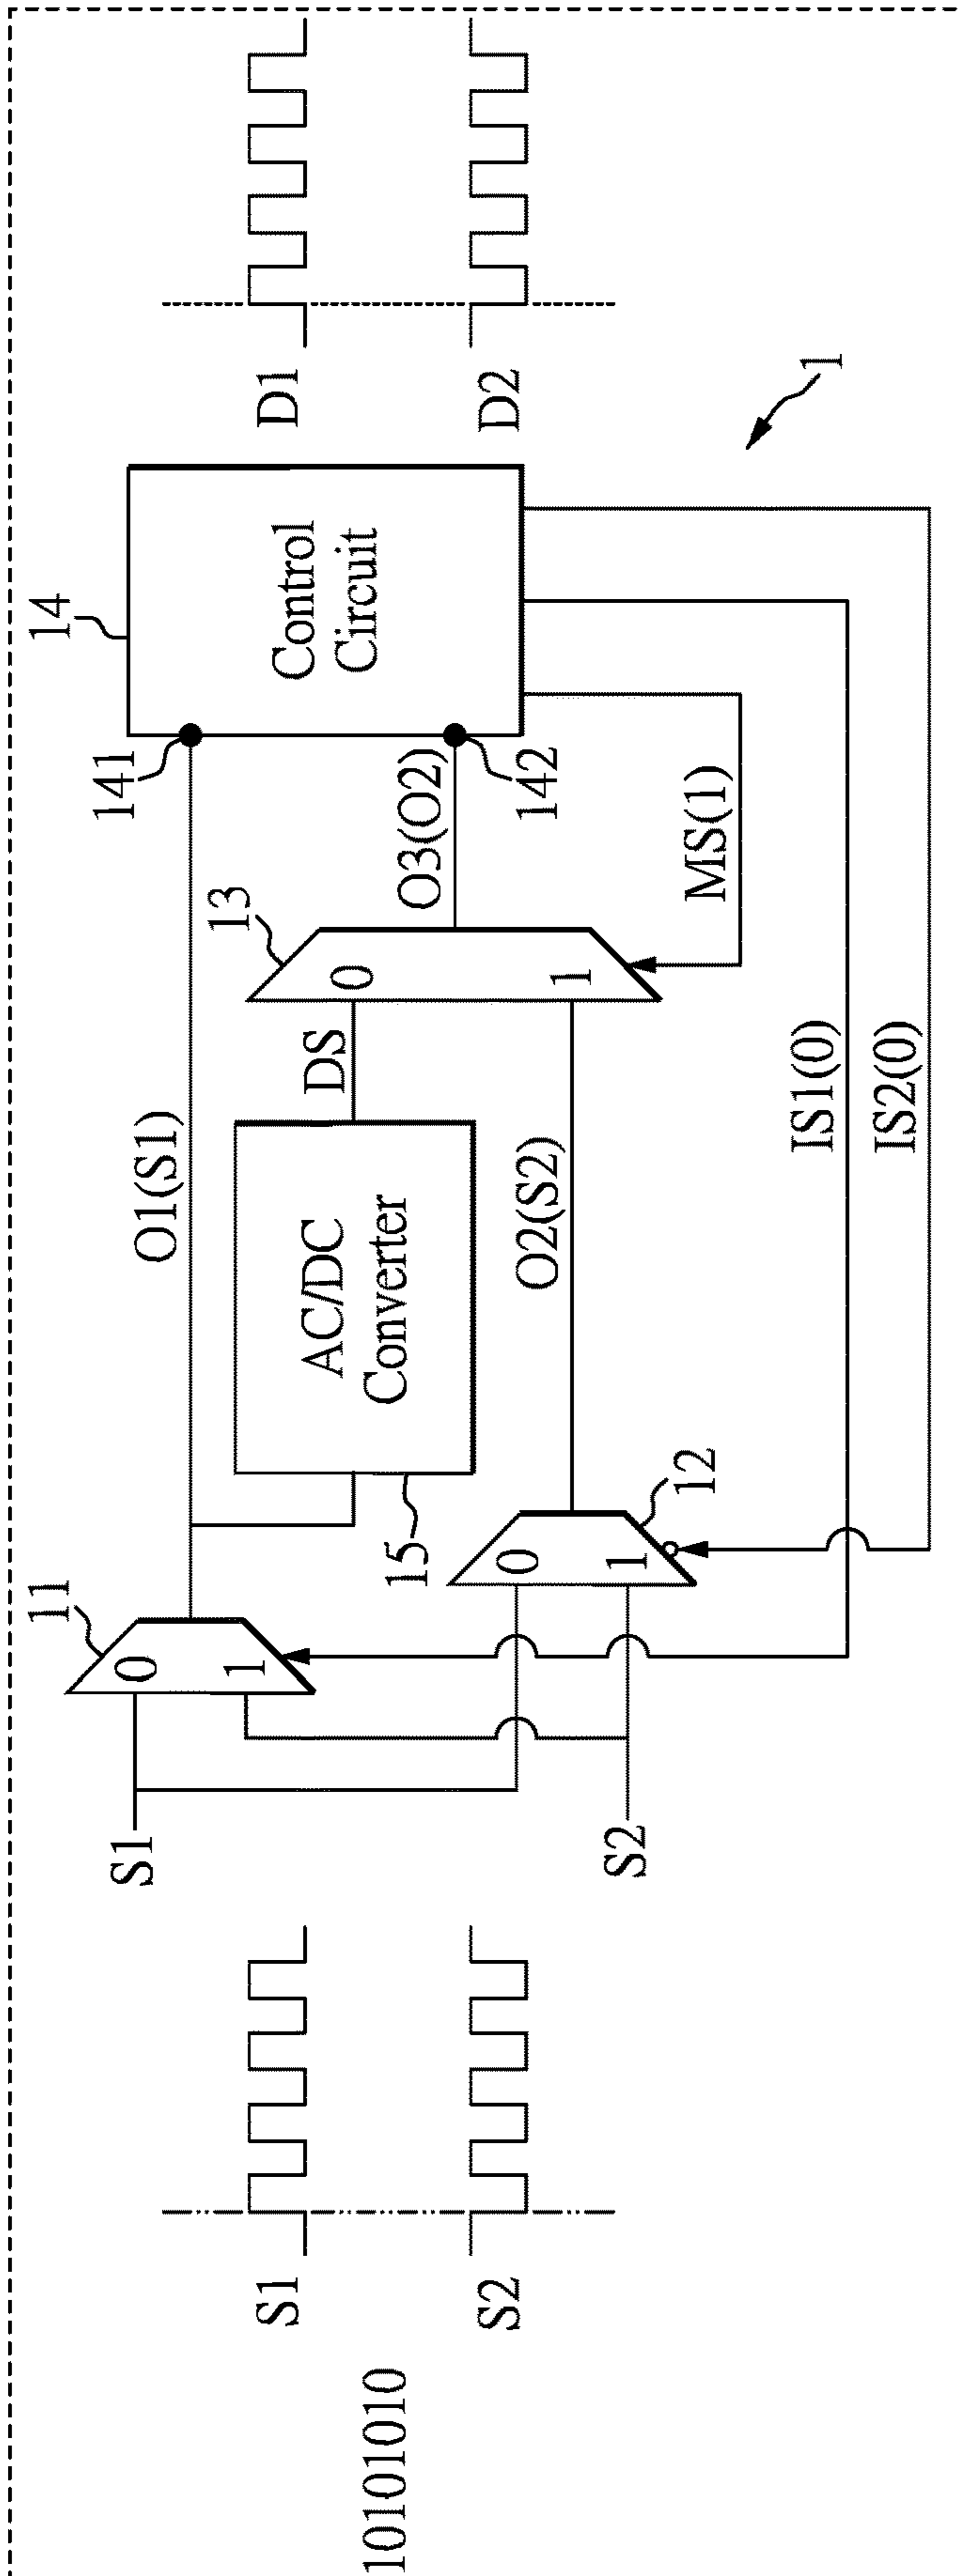 10101010
S1
S2
S1
S2
11
0
1
12
0
1
O1(S1)
15
AC/DC
Converter
DS
O2(S2)
13
0
1
O3(O2)
MS(1)
IS1(0)
IS2(0)
141
142
14
Control
Circuit
D1
D2
1